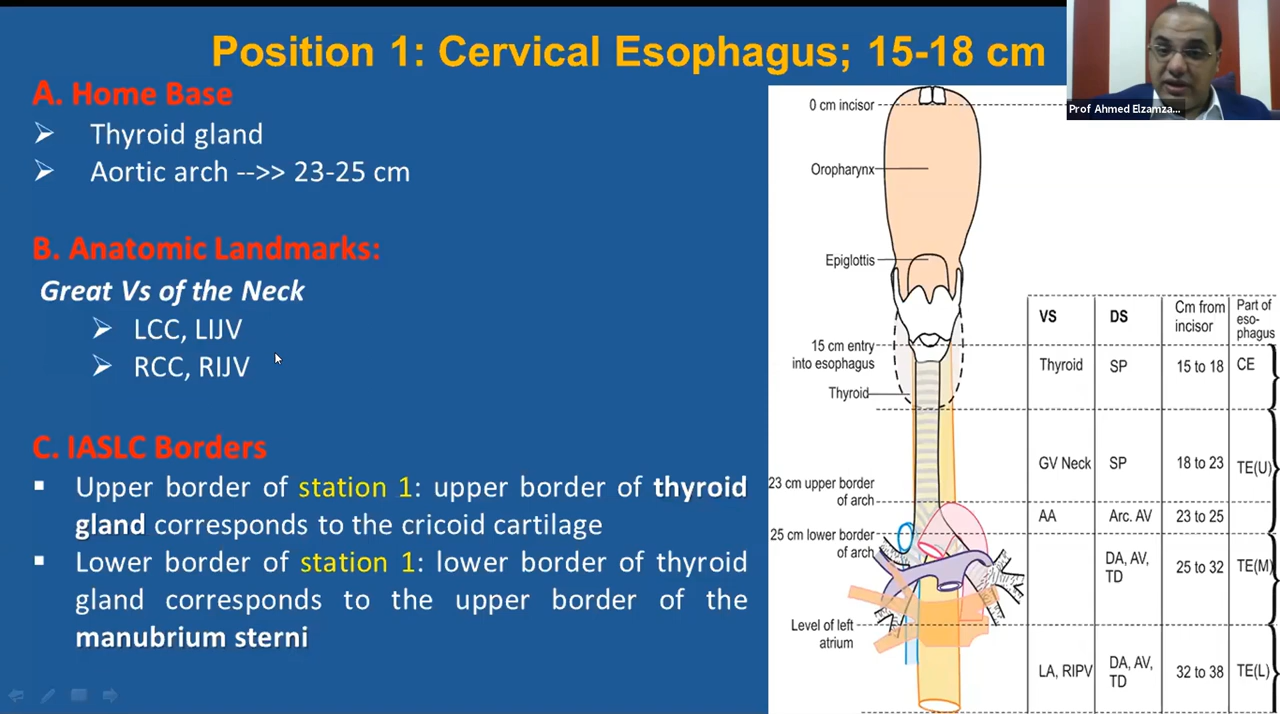 Position 1: Cervical Esophagus; 15-18 cm
A. Home Base
Thyroid gland
Aortic arch -->> 23-25 cm
B. Anatomic Landmarks:
Great Vs of the Neck
LCC, LIJV
RCC, RIJV
C. IASLC Borders
Upper border of station 1: upper border of thyroid
gland corresponds to the cricoid cartilage
Lower border of station 1: lower border of thyroid
gland corresponds to the upper border of the
manubrium sterni
Prof Ahmed Elzamza...
0 cm incisor
Oropharynx
Epiglottis
15 cm entry
into esophagus
Thyroid
23 cm upper border
of arch
25 cm lower border
of arch
Level of left
atrium
VS DS Cm from incisor Part of eso-phagus
Thyroid SP 15 to 18 CE
GV Neck SP 18 to 23 TE(U)
AA Arc. AV 23 to 25
DA, AV, TD 25 to 32 TE(M)
LA, RIPV DA, AV, TD 32 to 38 TE(L)